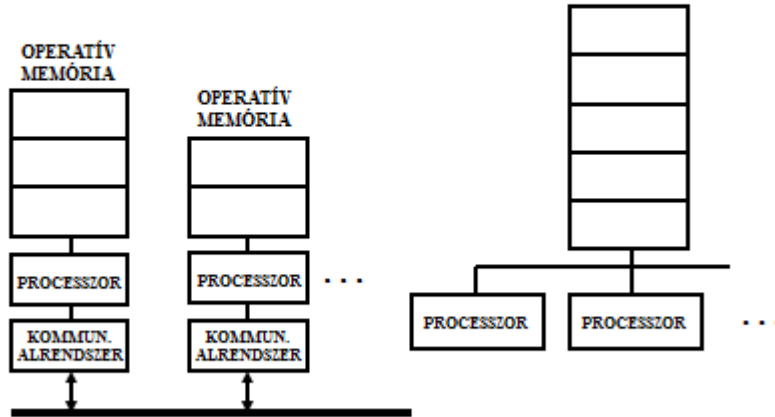 OPERATÍV
MEMÓRIA
OPERATÍV
MEMÓRIA
PROCESSZOR
PROCESSZOR
. . .
KOMMUN.
ALRENDSZER
KOMMUN.
ALRENDSZER
PROCESSZOR
PROCESSZOR
. . .